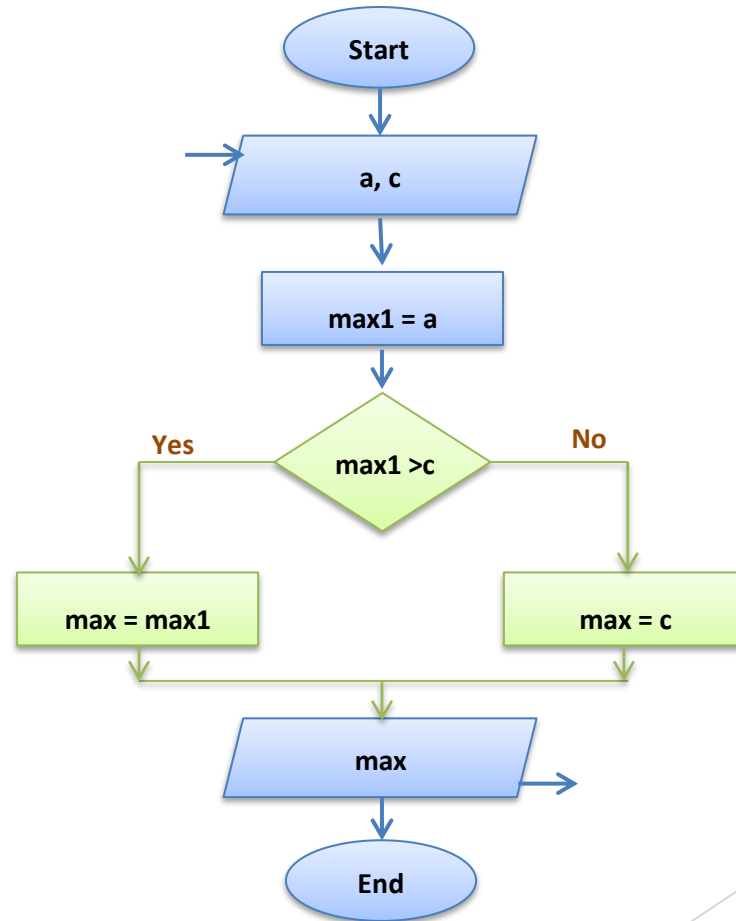 Start
a, c
max1 = a
max1 >c
Yes
No
max = max1
max = c
max
End